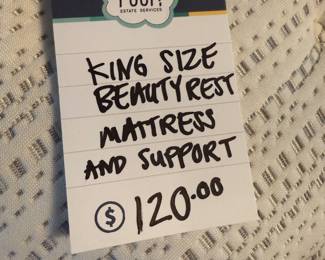 ESTATE SERVICES
KING SIZE
BEAUTYREST
MATTRESS
AND SUPPORT
$ 120.00